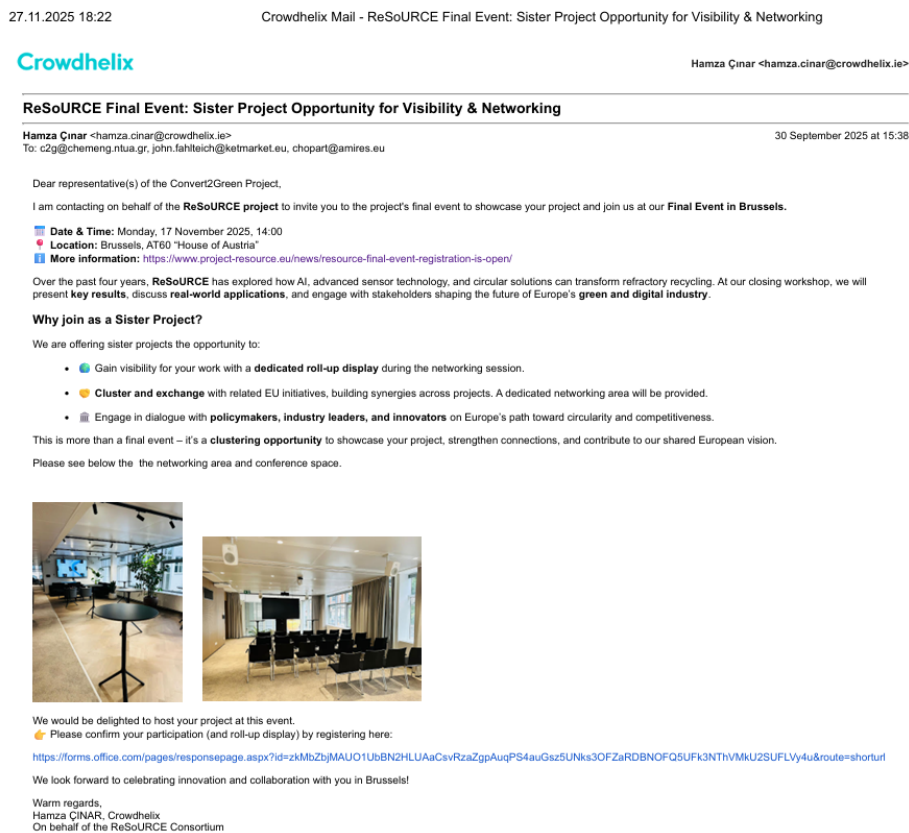 27.11.2025 18:22
Crowdhelix Mail - ReSoURCE Final Event: Sister Project Opportunity for Visibility & Networking
Crowdhelix
Hamza Çınar <hamza.cinar@crowdhelix.ie>
ReSoURCE Final Event: Sister Project Opportunity for Visibility & Networking
Hamza Çınar <hamza.cinar@crowdhelix.ie>
30 September 2025 at 15:38
To: c2g@chemeng.ntua.gr, john.fahlteich@ketmarket.eu, chopart@amires.eu
Dear representative(s) of the Convert2Green Project,
I am contacting on behalf of the ReSoURCE project to invite you to the project's final event to showcase your project and join us at our Final Event in Brussels.
📅 Date & Time: Monday, 17 November 2025, 14:00
📍 Location: Brussels, AT60 “House of Austria”
ℹ️ More information: https://www.project-resource.eu/news/resource-final-event-registration-is-open/
Over the past four years, ReSoURCE has explored how AI, advanced sensor technology, and circular solutions can transform refractory recycling. At our closing workshop, we will
present key results, discuss real-world applications, and engage with stakeholders shaping the future of Europe’s green and digital industry.
Why join as a Sister Project?
We are offering sister projects the opportunity to:
• 🌍 Gain visibility for your work with a dedicated roll-up display during the networking session.
• 🤝 Cluster and exchange with related EU initiatives, building synergies across projects. A dedicated networking area will be provided.
• 🏛️ Engage in dialogue with policymakers, industry leaders, and innovators on Europe’s path toward circularity and competitiveness.
This is more than a final event – it’s a clustering opportunity to showcase your project, strengthen connections, and contribute to our shared European vision.
Please see below the the networking area and conference space.
We would be delighted to host your project at this event.
👉 Please confirm your participation (and roll-up display) by registering here:
https://forms.office.com/pages/responsepage.aspx?id=zkMbZbjMAUO1UbBN2HLUAaCsvRzaZgpAuqPS4auGsz5UNks3OFZaRDBNOFQ5UFk3NThVMkU2SUFLVy4u&route=shorturl
We look forward to celebrating innovation and collaboration with you in Brussels!
Warm regards,
Hamza ÇINAR, Crowdhelix
On behalf of the ReSoURCE Consortium